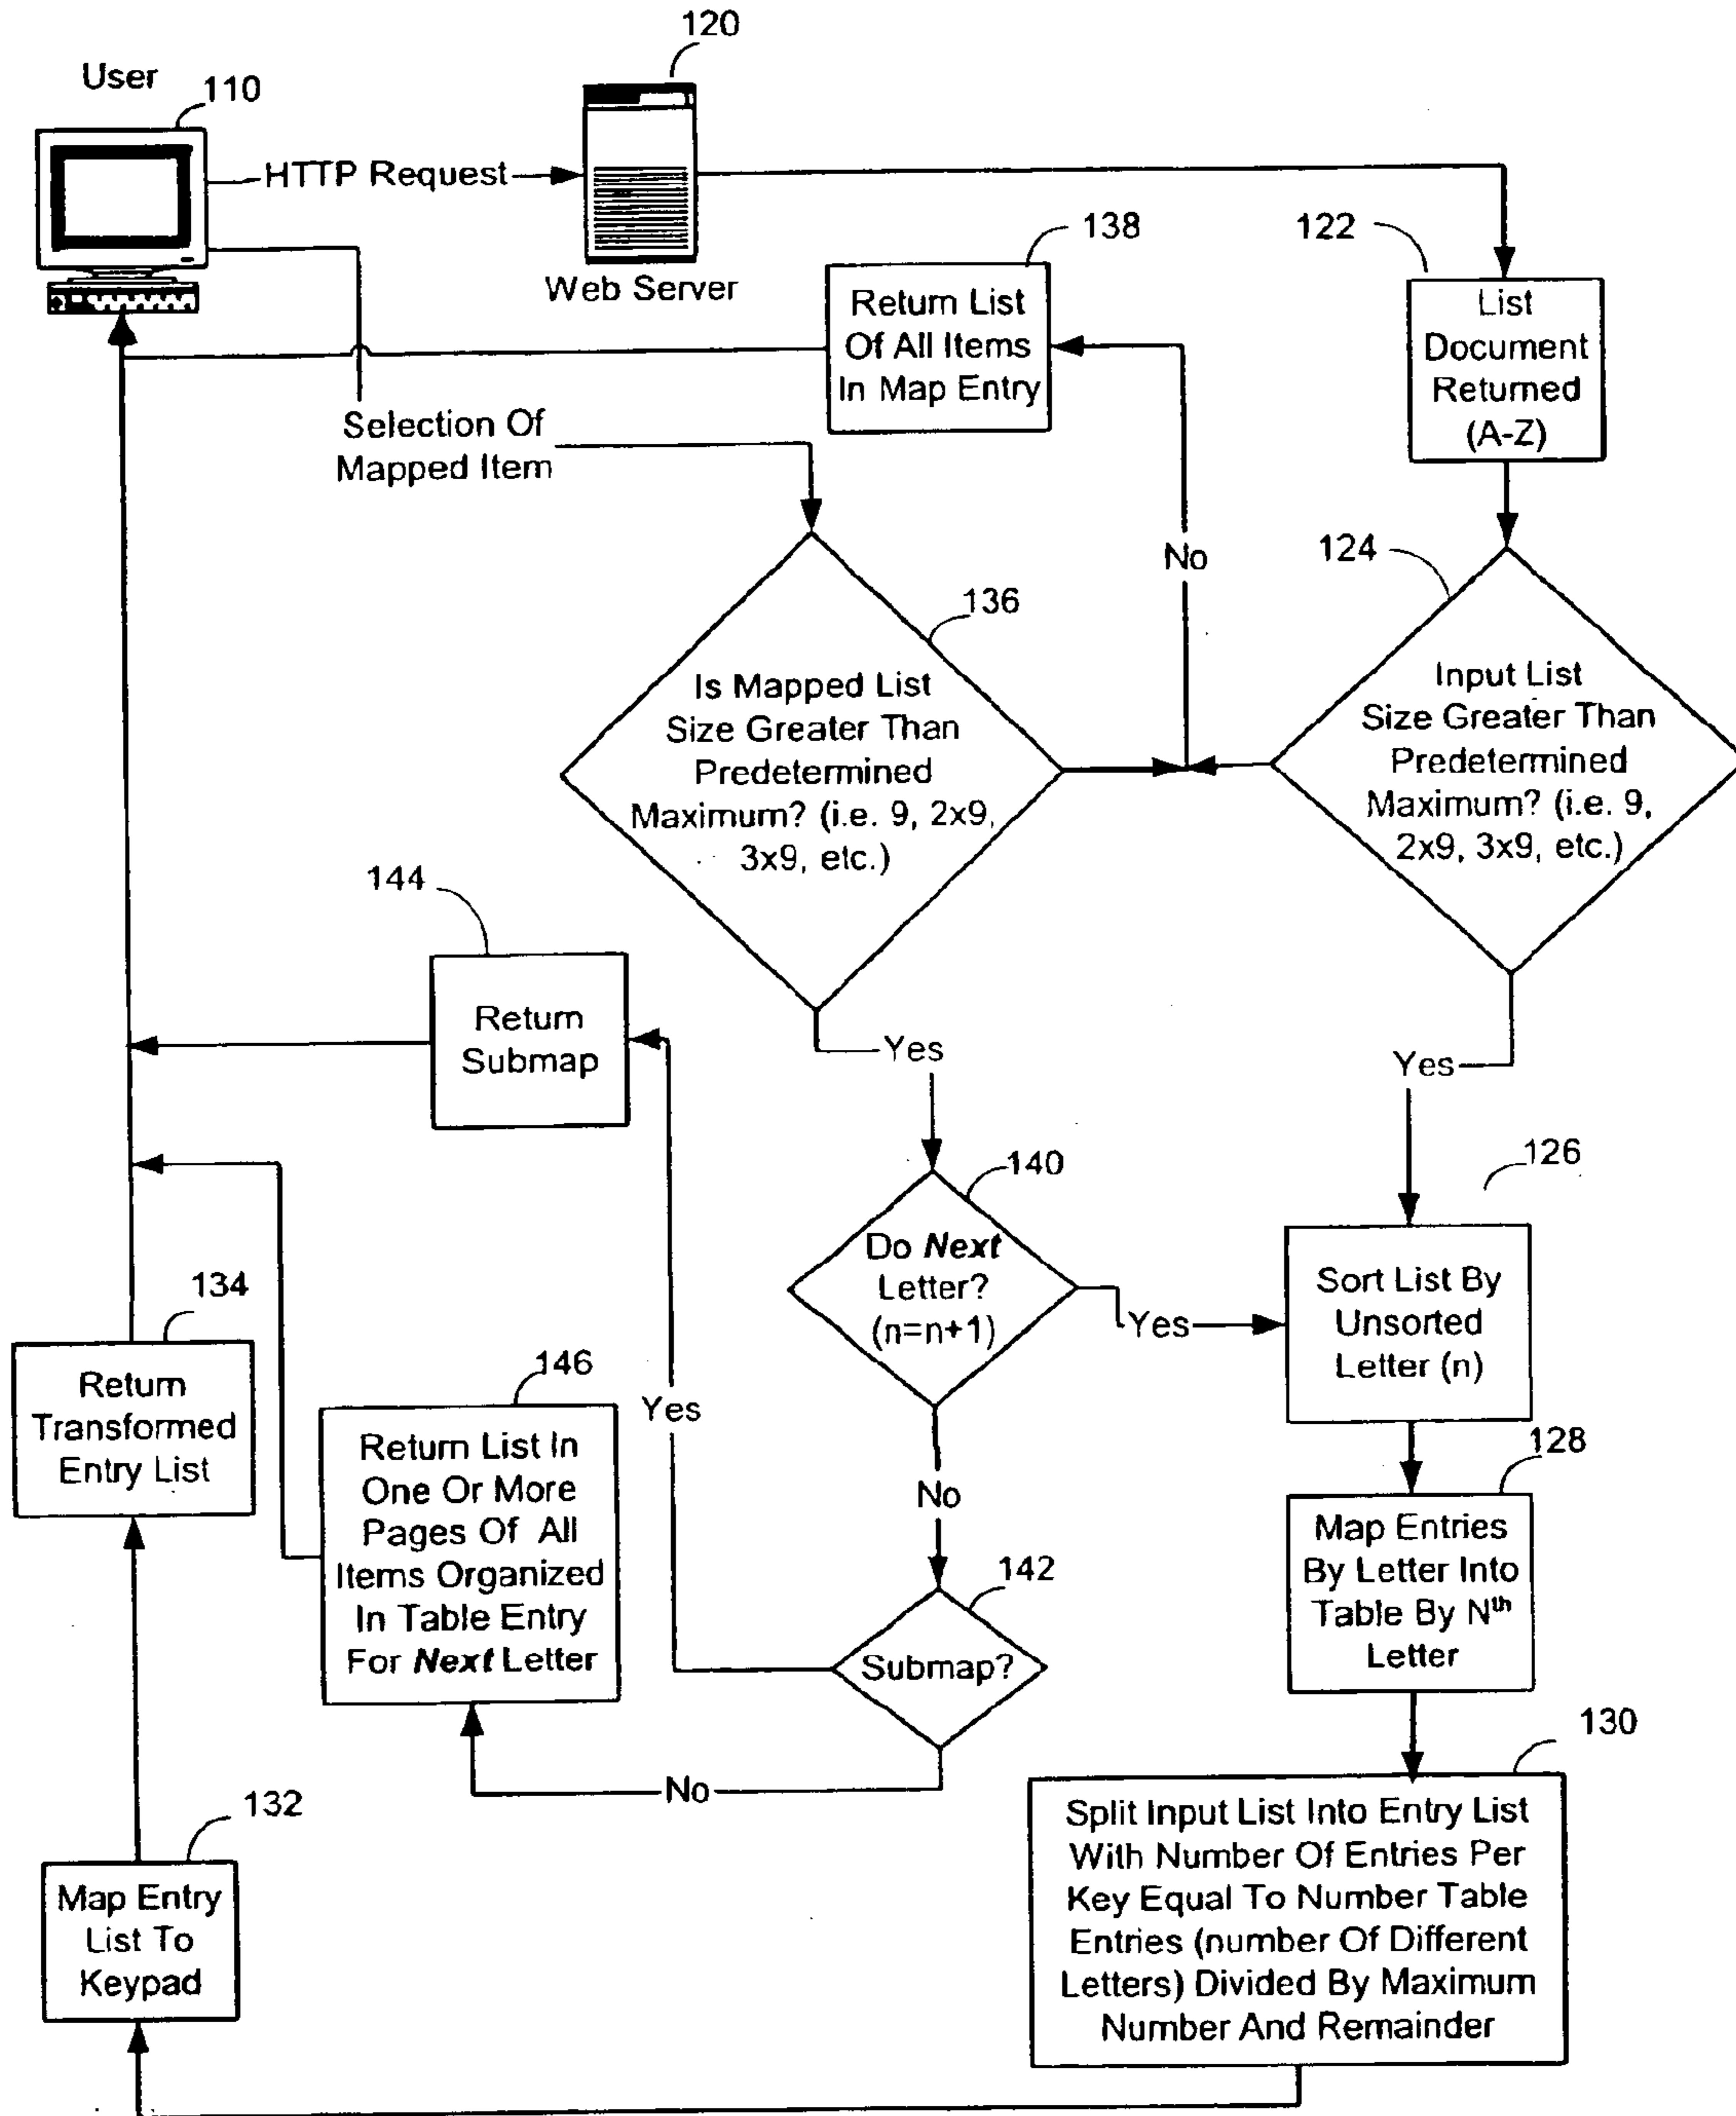 120
User
110
HTTP Request
Web Server
138
122
Return List
Of All Items
In Map Entry
List
Document
Returned
(A-Z)
Selection Of
Mapped Item
No
124
136
Is Mapped List
Size Greater Than
Predetermined
Maximum? (i.e. 9, 2x9,
3x9, etc.)
Input List
Size Greater Than
Predetermined
Maximum? (i.e. 9,
2x9, 3x9, etc.)
144
Return
Submap
Yes
Yes
140
126
Do Next
Letter?
(n=n+1)
Yes
Sort List By
Unsorted
Letter (n)
134
Return
Transformed
Entry List
146
Return List In
One Or More
Pages Of All
Items Organized
In Table Entry
For Next Letter
Yes
No
128
Map Entries
By Letter Into
Table By Nth
Letter
142
Submap?
No
130
Split Input List Into Entry List
With Number Of Entries Per
Key Equal To Number Table
Entries (number Of Different
Letters) Divided By Maximum
Number And Remainder
132
Map Entry
List To
Keypad